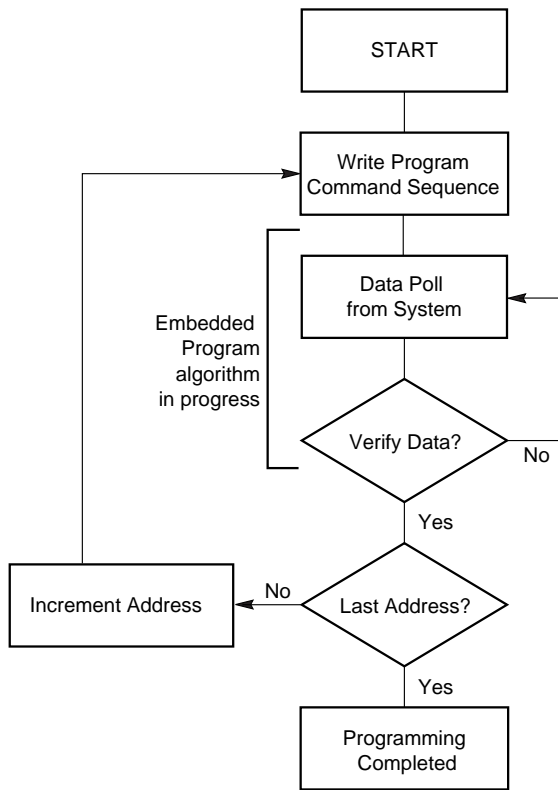 START
Write Program
Command Sequence
Data Poll
from System
Embedded
Program
algorithm
in progress
Verify Data?
No
Yes
No
Increment Address
Last Address?
Yes
Programming
Completed